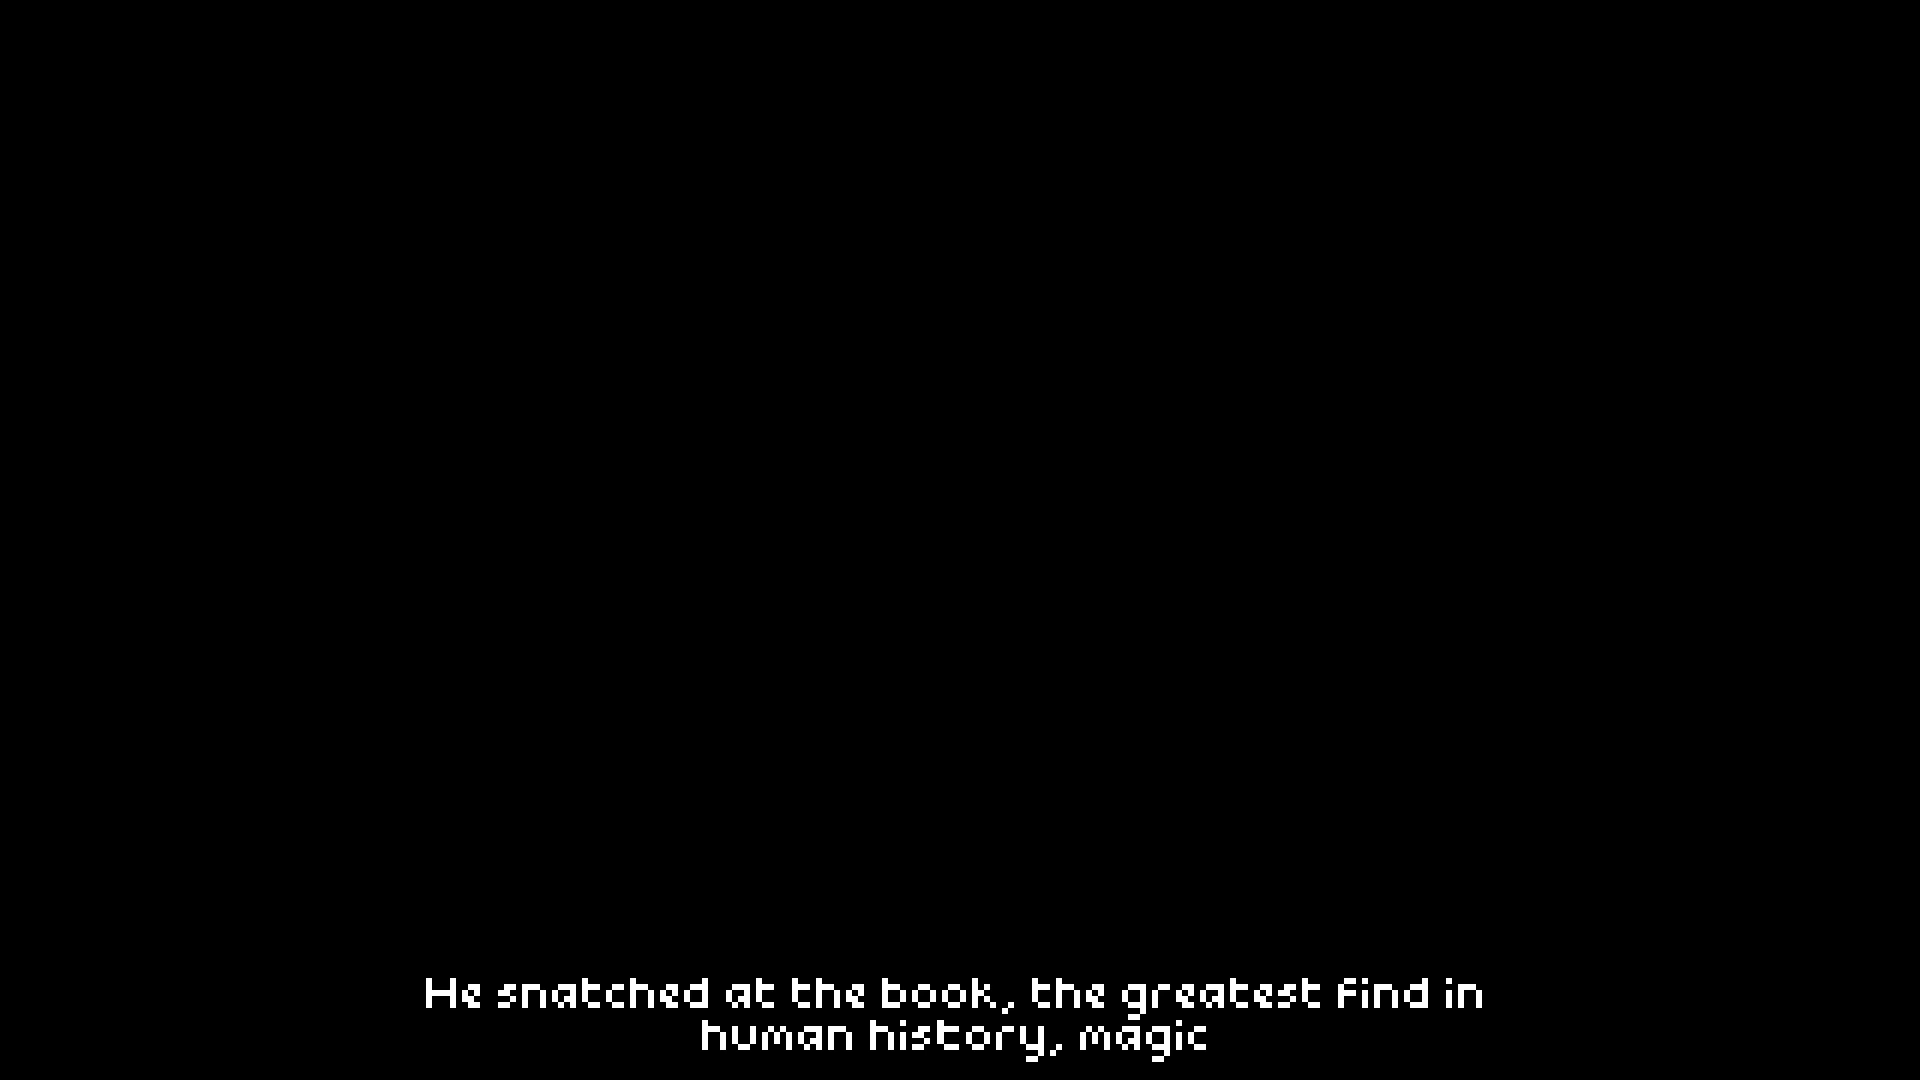 He snatched at the book, the greatest find in
human history, magic